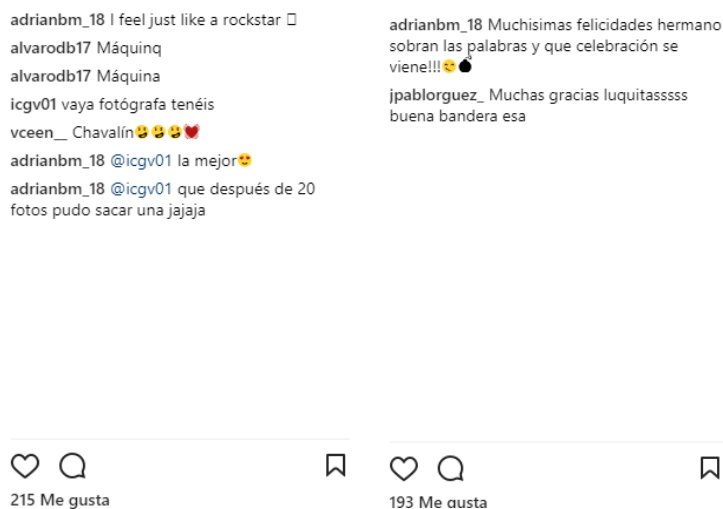 adrianbm_18 I feel just like a rockstar
alvarodb17 Máquinq
alvarodb17 Máquina
icgv01 vaya fotógrafa tenéis
vceen__ Chavalín
adrianbm_18 @icgv01 la mejor😍
adrianbm_18 @icgv01 que después de 20
fotos pudo sacar una jajaja
215 Me gusta
adrianbm_18 Muchisimas felicidades hermano
sobran las palabras y que celebración se
viene!!!😏💣
jpablorguez_ Muchas gracias luquitasssss
buena bandera esa
193 Me gusta